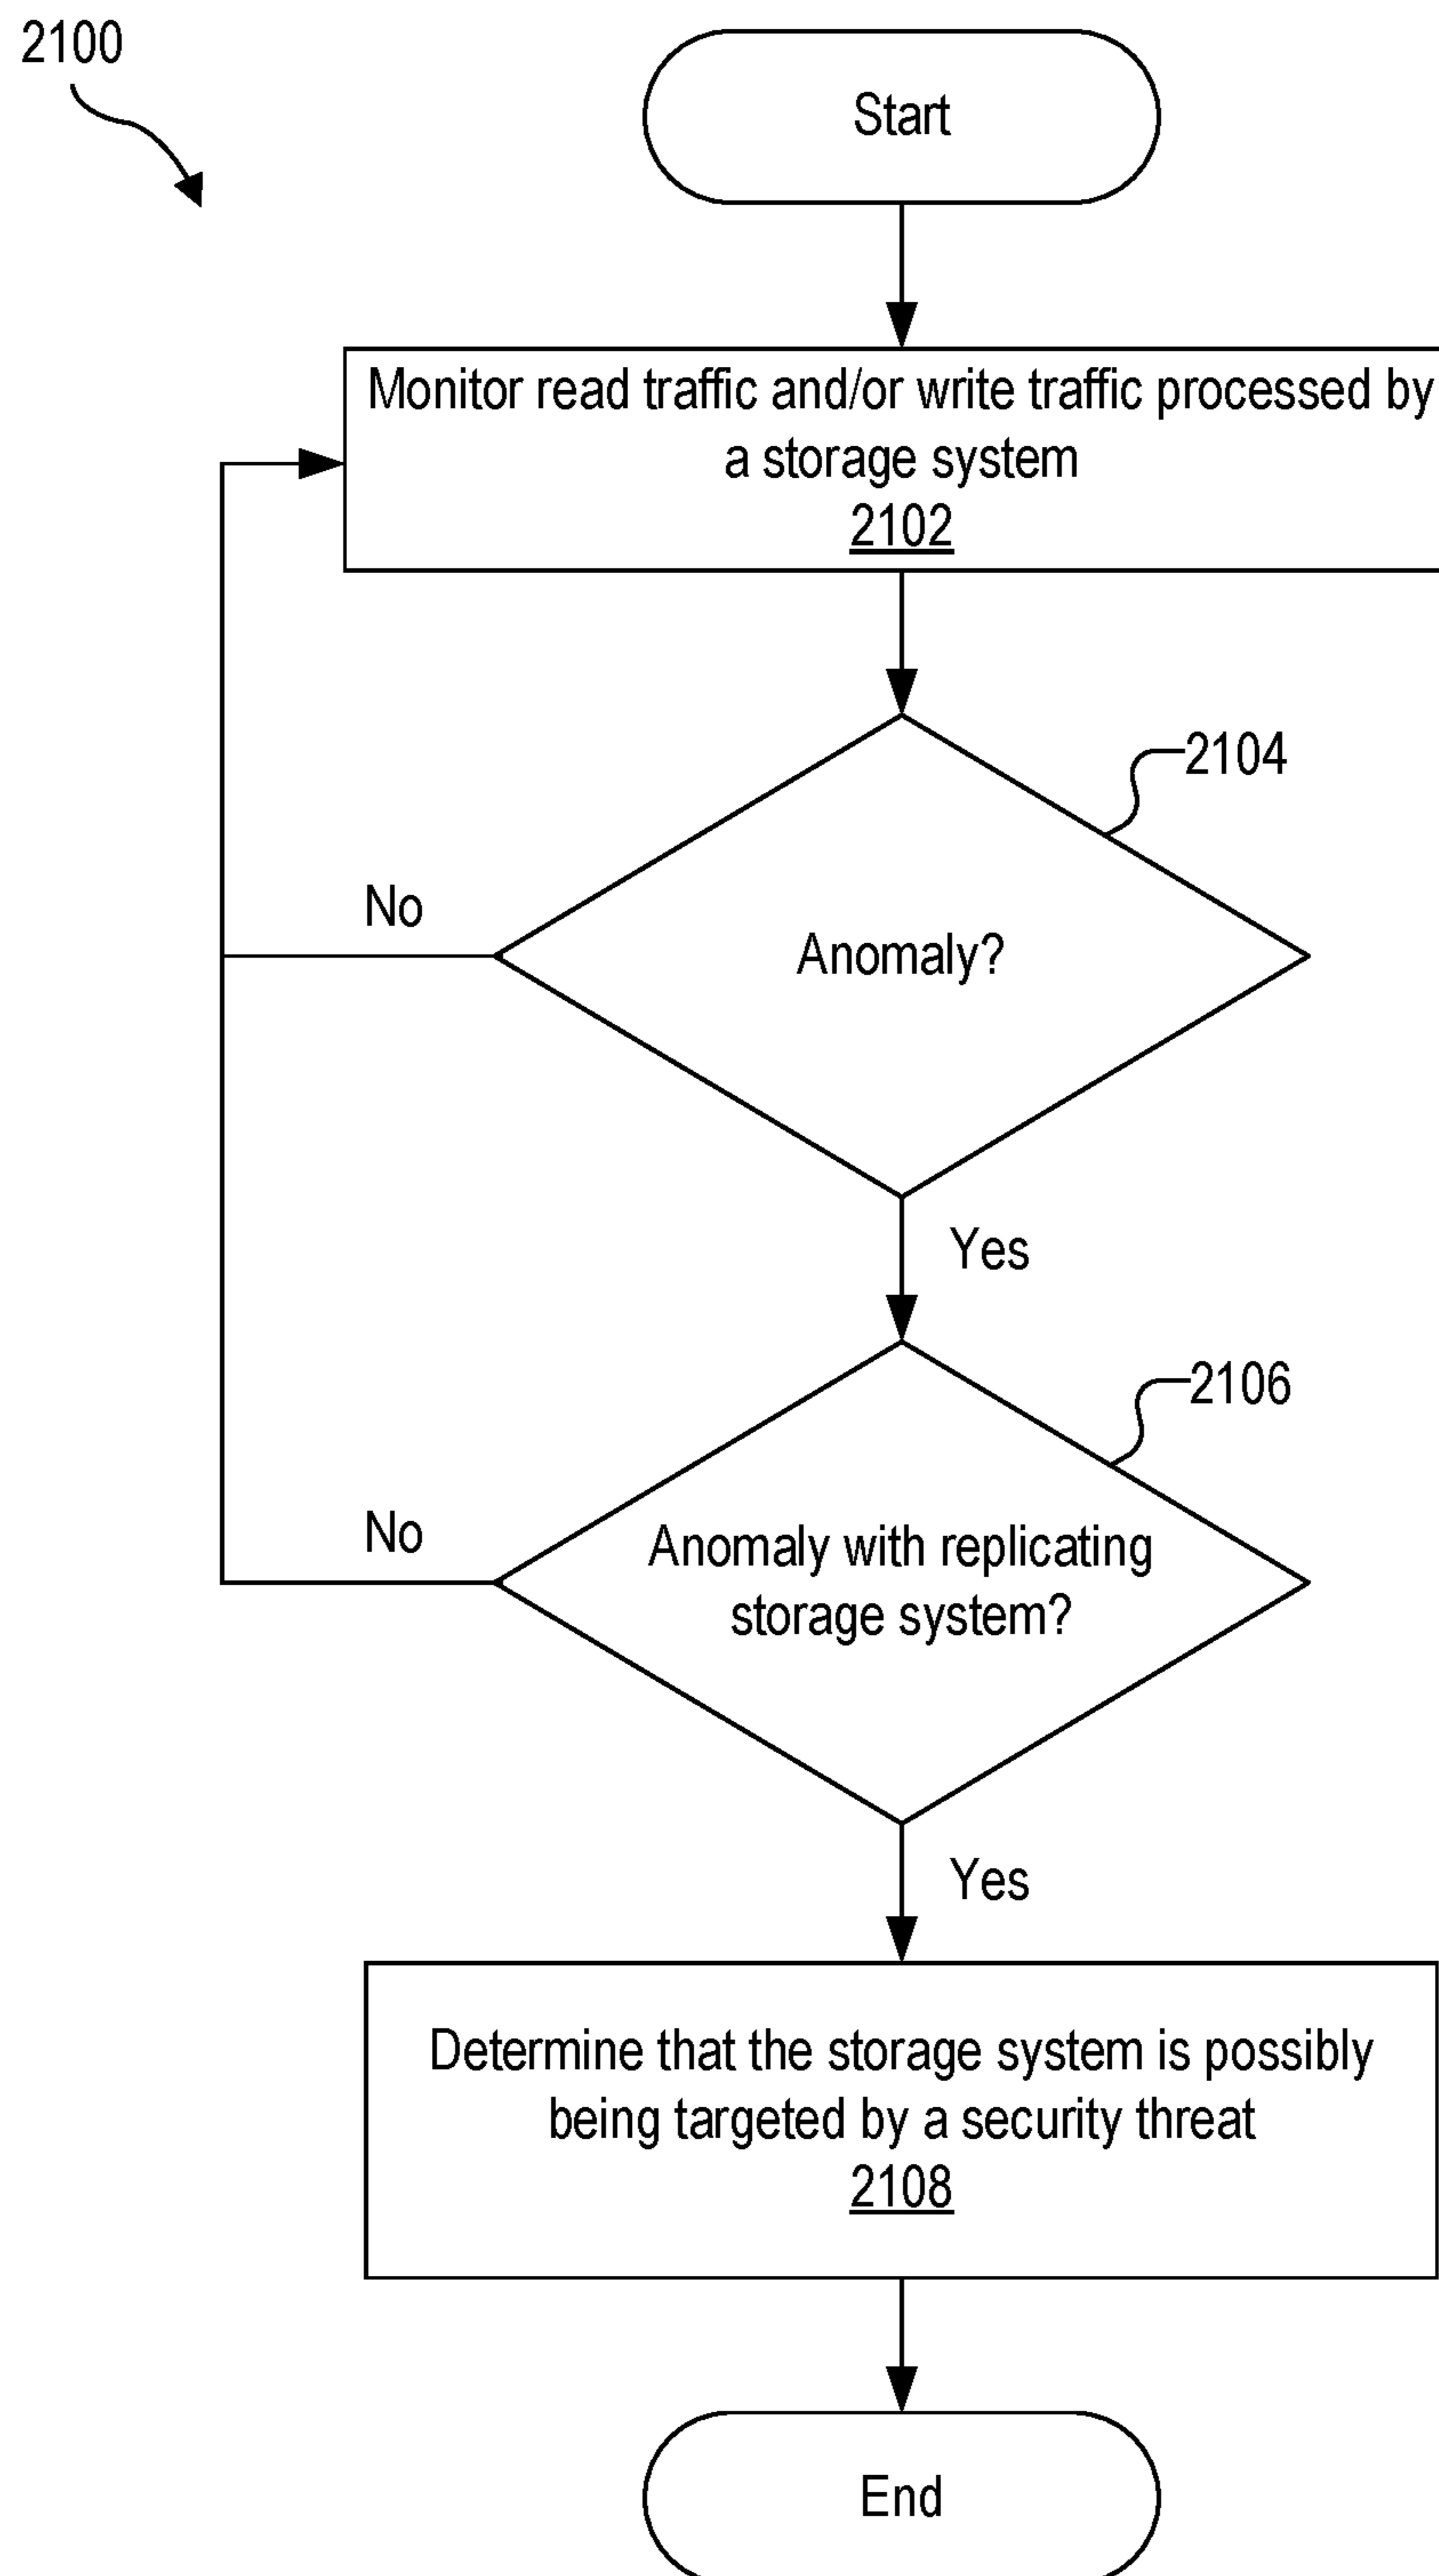 2100
Start
Monitor read traffic and/or write traffic processed by
a storage system
2102
2104
Anomaly?
No
Yes
2106
Anomaly with replicating
storage system?
No
Yes
Determine that the storage system is possibly
being targeted by a security threat
2108
End